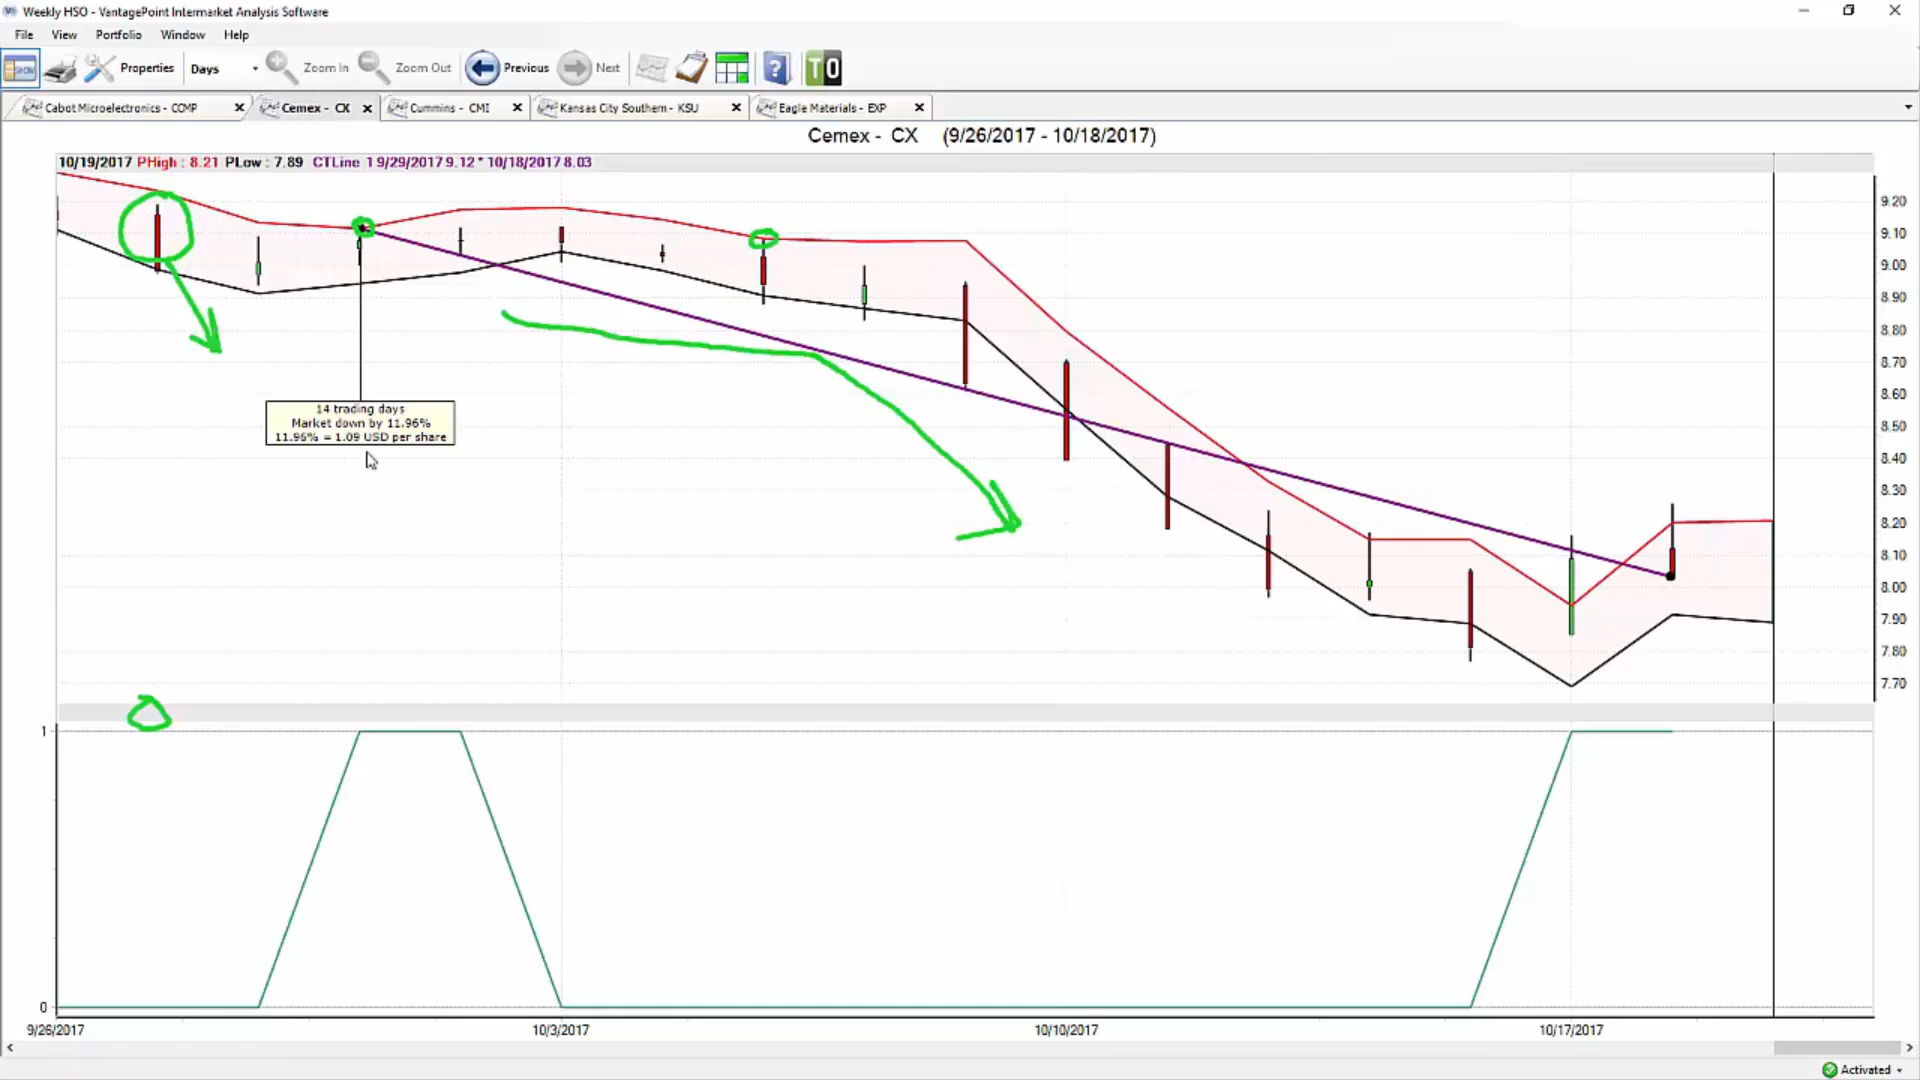 Weekly HSO - VantagePoint Intermarket Analysis Software
File View Portfolio Window Help
SHOW Properties Days Zoom In Zoom Out Previous Next ? TO
Cabot Microelectronics - COMP Cemex - CX Cummins - CMI Kansas City Southern - KSU Eagle Materials - EXP
Cemex - CX (9/26/2017 - 10/18/2017)
10/19/2017 PHigh : 8.21 PLow : 7.89 CTLine 1 9/29/2017 9.12 * 10/18/2017 8.03
9.20
9.10
9.00
8.90
8.80
8.70
8.60
8.50
8.40
8.30
8.20
8.10
8.00
7.90
7.80
7.70
14 trading days
Market down by 11.96%
11.96% = 1.09 USD per share
1
0
9/26/2017 10/3/2017 10/10/2017 10/17/2017
Activated